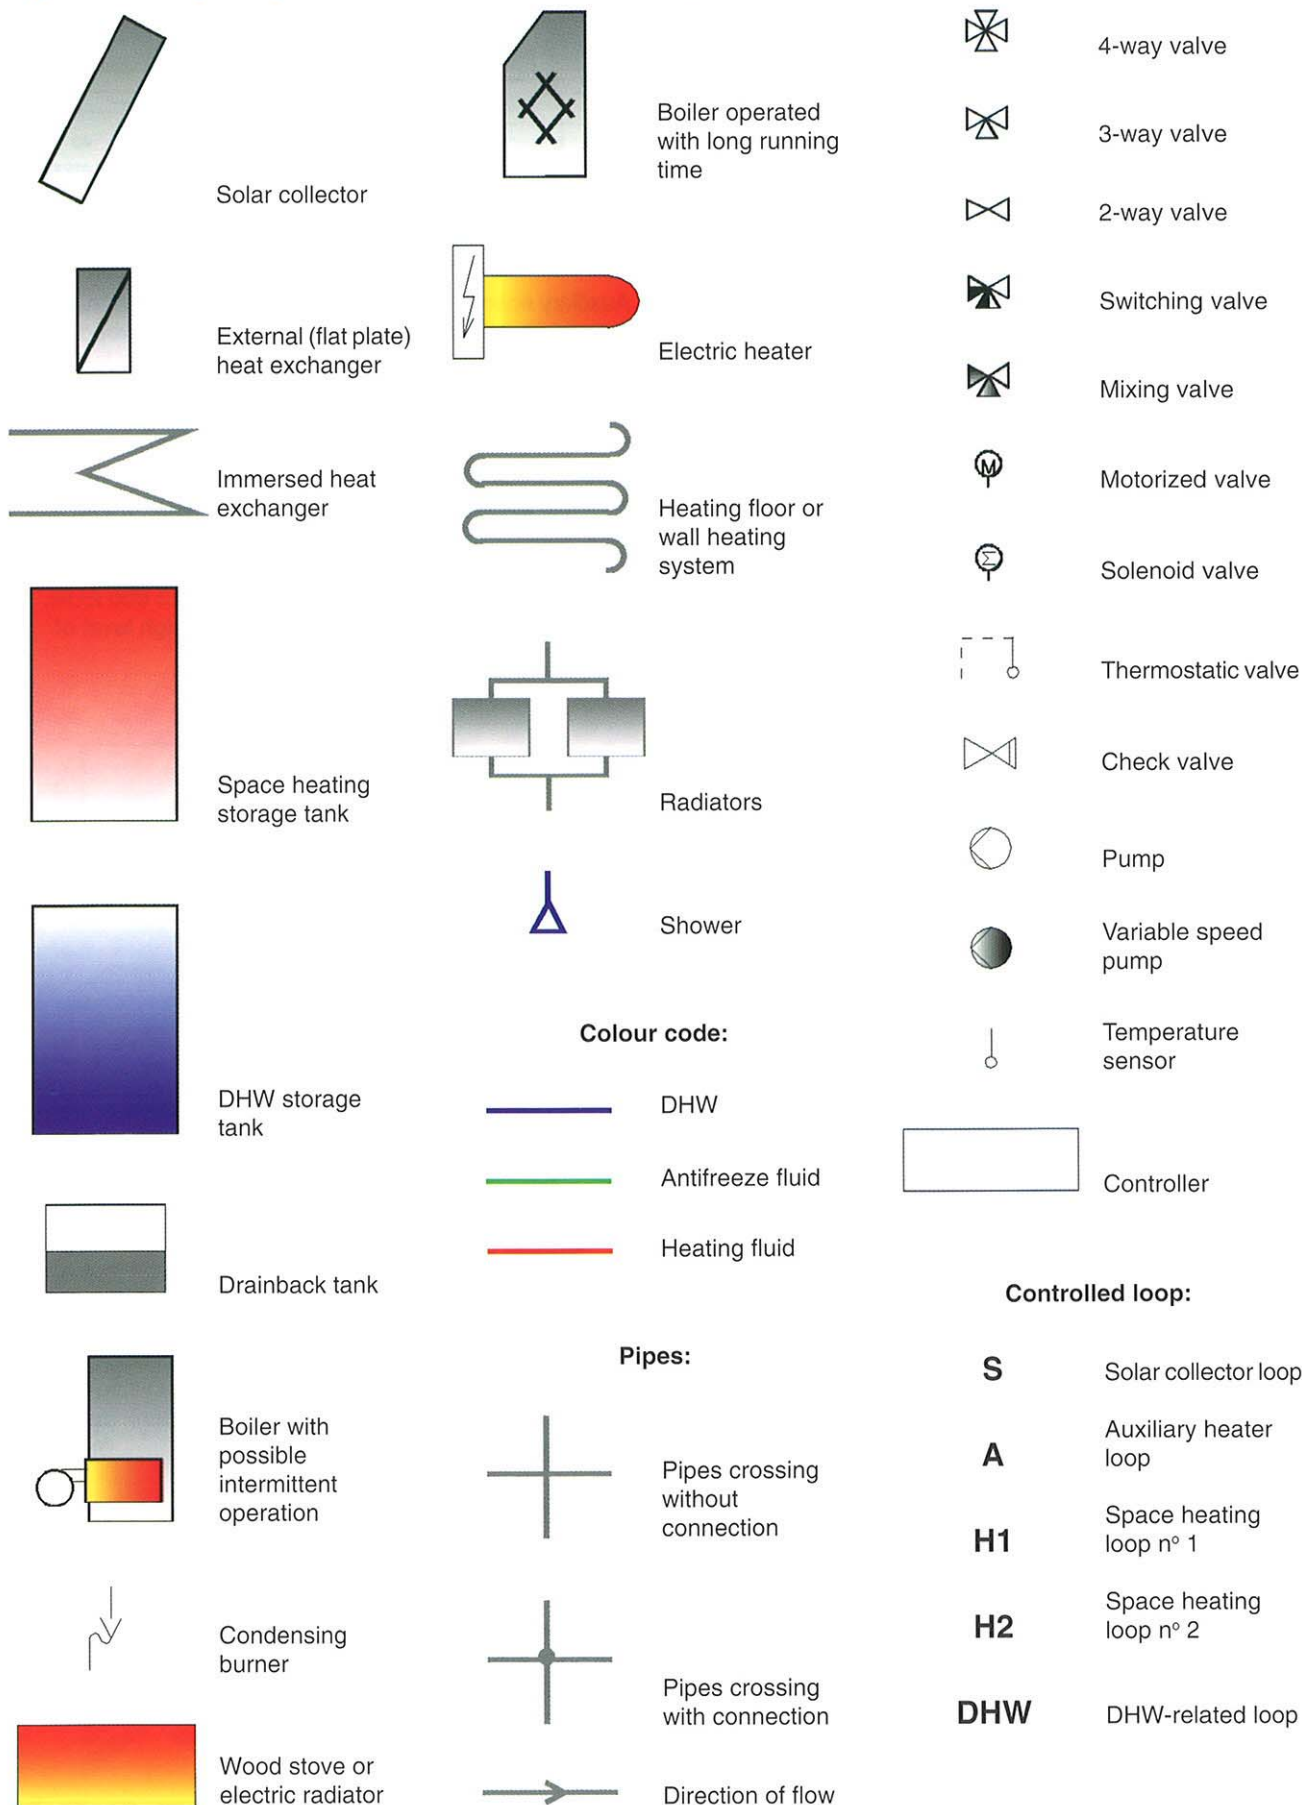 Solar collector
External (flat plate)
heat exchanger
Immersed heat
exchanger
Space heating
storage tank
DHW storage
tank
Drainback tank
Boiler with
possible
intermittent
operation
Condensing
burner
Wood stove or
electric radiator
Boiler operated
with long running
time
Electric heater
Heating floor or
wall heating
system
Radiators
Shower
Colour code:
DHW
Antifreeze fluid
Heating fluid
Pipes:
Pipes crossing
without
connection
Pipes crossing
with connection
Direction of flow
4-way valve
3-way valve
2-way valve
Switching valve
Mixing valve
M
Motorized valve
Σ
Solenoid valve
Thermostatic valve
Check valve
Pump
Variable speed
pump
Temperature
sensor
Controller
Controlled loop:
S Solar collector loop
A Auxiliary heater
loop
H1 Space heating
loop nº 1
H2 Space heating
loop nº 2
DHW DHW-related loop